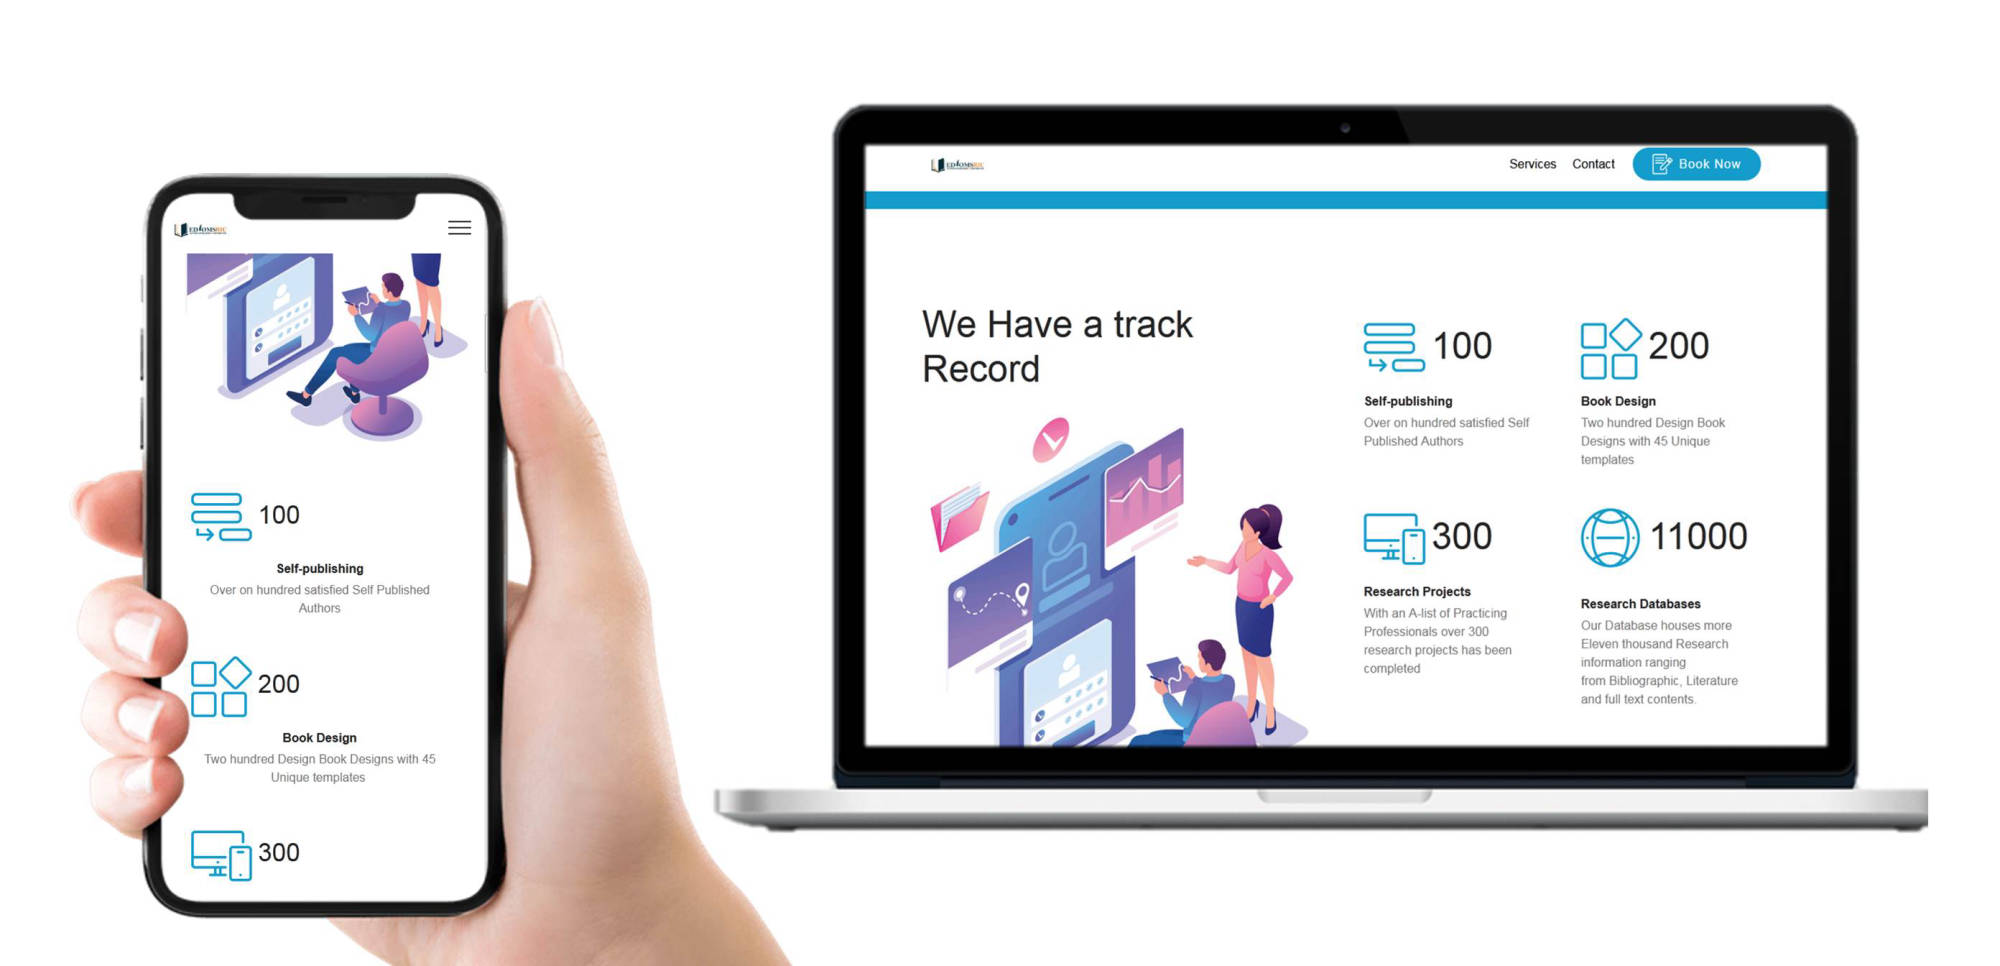 100
Self-publishing
Over on hundred satisfied Self Published
Authors
200
Book Design
Two hundred Design Book Designs with 45
Unique templates
300
Services
Contact
Book Now
We Have a track
Record
100
Self-publishing
Over on hundred satisfied Self
Published Authors
200
Book Design
Two hundred Design Book
Designs with 45 Unique
templates
300
Research Projects
With an A-list of Practicing
Professionals over 300
research projects has been
completed
11000
Research Databases
Our Database houses more
Eleven thousand Research
information ranging
from Bibliographic, Literature
and full text contents.